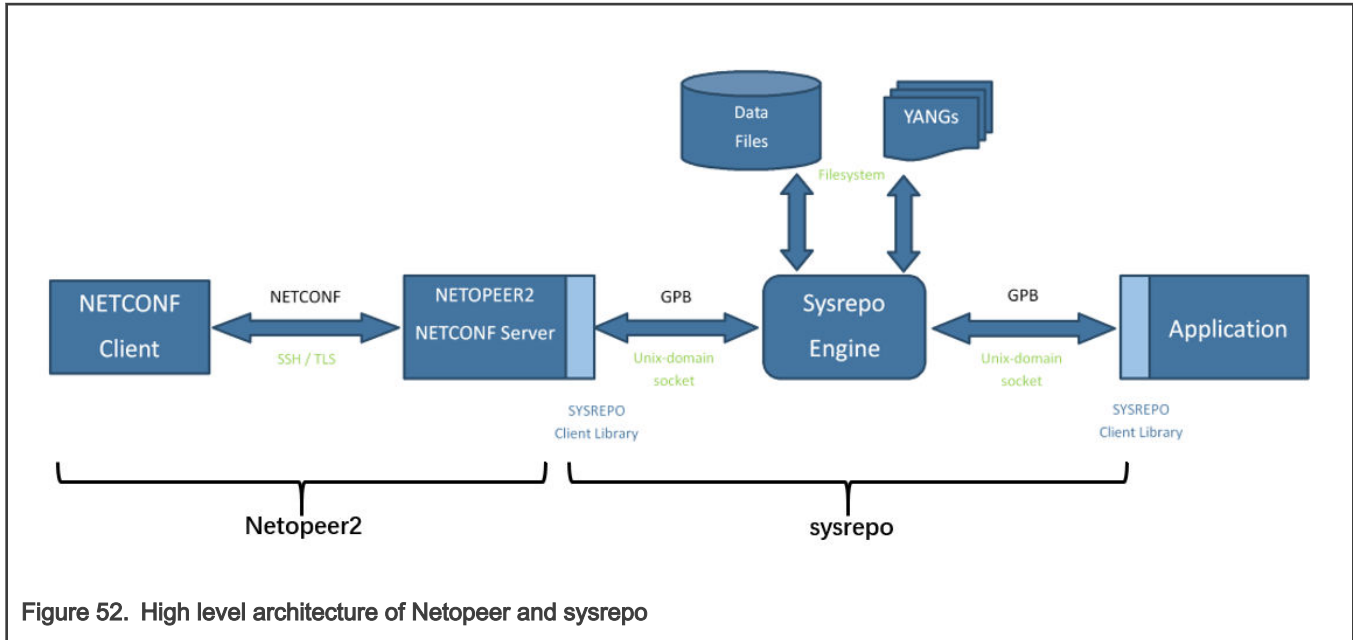 Data
Files
YANGs
Filesystem
NETCONF
Client
NETCONF
SSH / TLS
NETOPEER2
NETCONF Server
GPB
Unix-domain
socket
Sysrepo
Engine
GPB
Unix-domain
socket
Application
SYSREPO
Client Library
SYSREPO
Client Library
Netopeer2
sysrepo
Figure 52. High level architecture of Netopeer and sysrepo